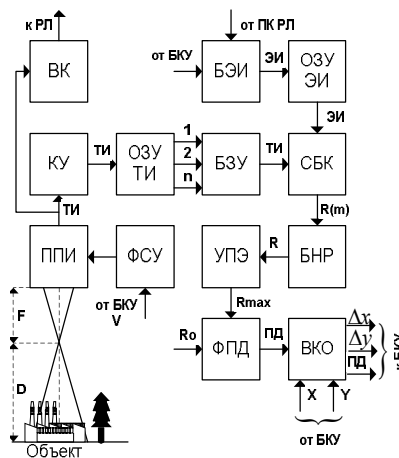 к РЛ
от ПК РЛ
от БКУ
ВК
БЭИ
ЭИ
ОЗУ ЭИ
ЭИ
КУ
ТИ
ОЗУ ТИ
1
2
n
БЗУ
ТИ
СБК
ТИ
R(m)
ППИ
ФСУ
УПЭ
R
БНР
F
от БКУ
V
Rmax
D
Rо
ФПД
ПД
ВКО
Δx
Δy
ПД
к БКУ
X
Y
от БКУ
Объект